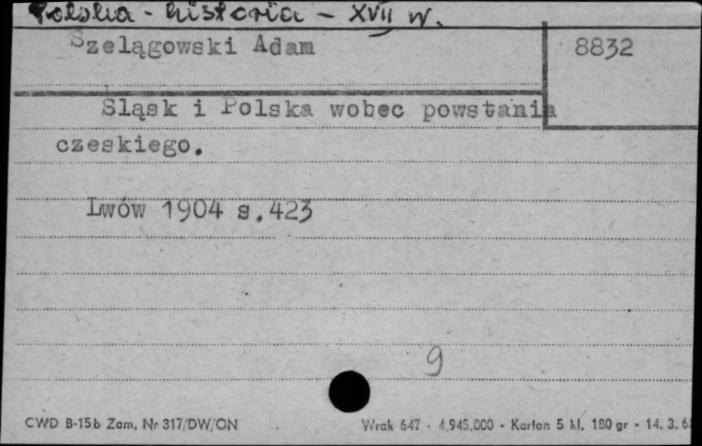 Polska - historia - XVII w.
Szelągowski Adam 8832
Śląsk i Polska wobec powstania
czeskiego.
Lwów 1904 s.423
9
CWD B-15b Zam. Nr 317/DW/ON Wrak 647 - 4.945.000 - Karton 5 kl. 180 gr - 14. 3. 6